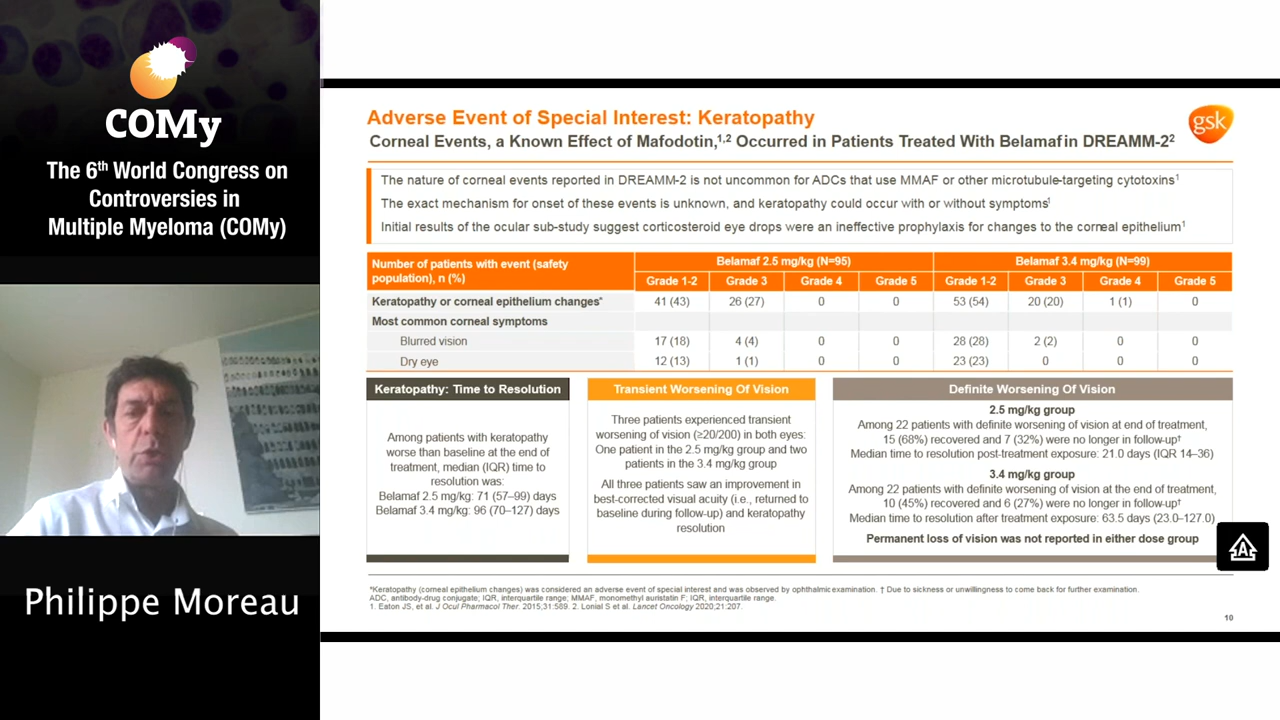 COMy
The 6th World Congress on
Controversies in
Multiple Myeloma (COMy)
Philippe Moreau
Adverse Event of Special Interest: Keratopathy
Corneal Events, a Known Effect of Mafodotin,1,2 Occurred in Patients Treated With Belamaf in DREAMM-2²
gsk
The nature of corneal events reported in DREAMM-2 is not uncommon for ADCs that use MMAF or other microtubule-targeting cytotoxins¹
The exact mechanism for onset of these events is unknown, and keratopathy could occur with or without symptoms¹
Initial results of the ocular sub-study suggest corticosteroid eye drops were an ineffective prophylaxis for changes to the corneal epithelium¹
Number of patients with event (safety
population), n (%)
Belamaf 2.5 mg/kg (N=95) Belamaf 3.4 mg/kg (N=99)
Grade 1-2 Grade 3 Grade 4 Grade 5 Grade 1-2 Grade 3 Grade 4 Grade 5
Keratopathy or corneal epithelium changes* 41 (43) 26 (27) 0 0 53 (54) 20 (20) 1 (1) 0
Most common corneal symptoms
Blurred vision 17 (18) 4 (4) 0 0 28 (28) 2 (2) 0 0
Dry eye 12 (13) 1 (1) 0 0 23 (23) 0 0 0
Keratopathy: Time to Resolution
Among patients with keratopathy
worse than baseline at the end of
treatment, median (IQR) time to
resolution was:
Belamaf 2.5 mg/kg: 71 (57–99) days
Belamaf 3.4 mg/kg: 96 (70–127) days
Transient Worsening Of Vision
Three patients experienced transient
worsening of vision (≥20/200) in both eyes:
One patient in the 2.5 mg/kg group and two
patients in the 3.4 mg/kg group
All three patients saw an improvement in
best-corrected visual acuity (i.e., returned to
baseline during follow-up) and keratopathy
resolution
Definite Worsening Of Vision
2.5 mg/kg group
Among 22 patients with definite worsening of vision at end of treatment,
15 (68%) recovered and 7 (32%) were no longer in follow-up†
Median time to resolution post-treatment exposure: 21.0 days (IQR 14–36)
3.4 mg/kg group
Among 22 patients with definite worsening of vision at the end of treatment,
10 (45%) recovered and 6 (27%) were no longer in follow-up†
Median time to resolution after treatment exposure: 63.5 days (23.0–127.0)
Permanent loss of vision was not reported in either dose group
A
*Keratopathy (corneal epithelium changes) was considered an adverse event of special interest and was observed by ophthalmic examination. † Due to sickness or unwillingness to come back for further examination.
ADC, antibody-drug conjugate; IQR, interquartile range; MMAF, monomethyl auristatin F; IQR, interquartile range.
1. Eaton JS, et al. J Ocul Pharmacol Ther. 2015;31:589. 2. Lonial S et al. Lancet Oncology 2020;21:207.
10